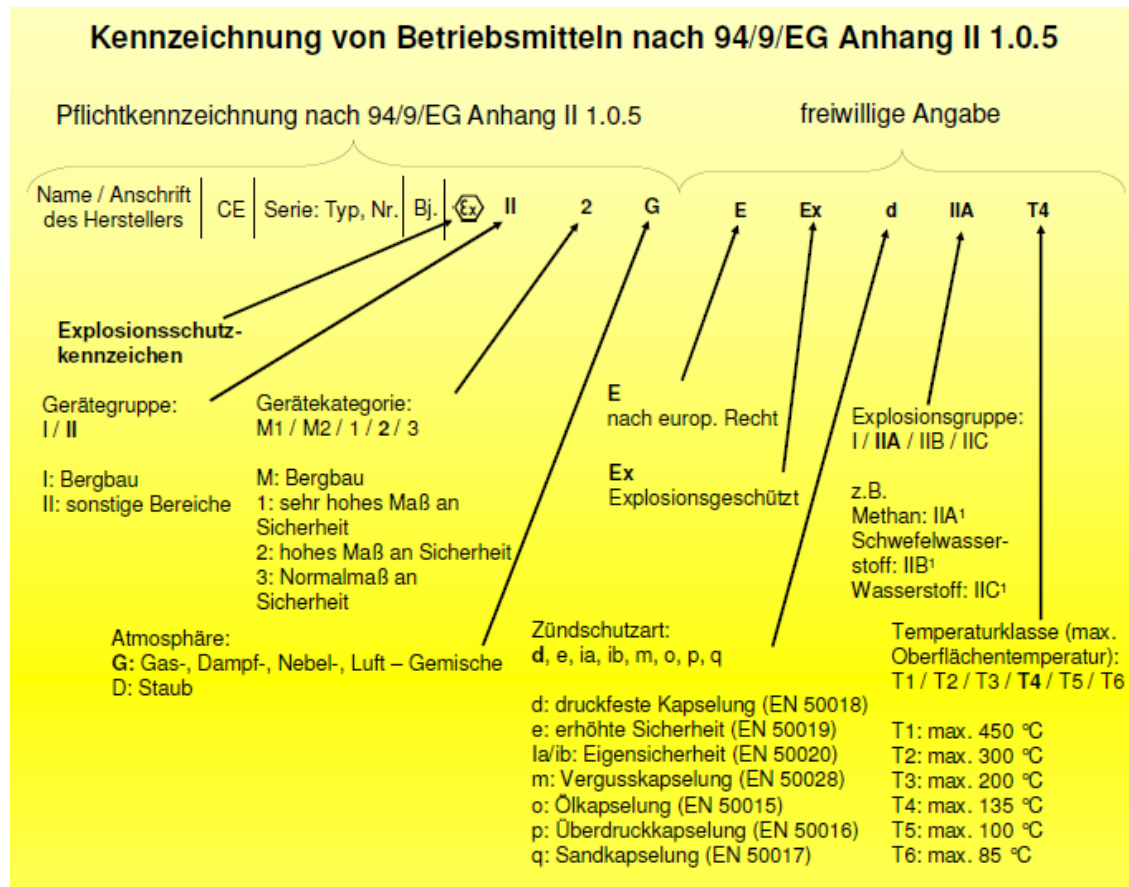 Kennzeichnung von Betriebsmitteln nach 94/9/EG Anhang II 1.0.5
Pflichtkennzeichnung nach 94/9/EG Anhang II 1.0.5
freiwillige Angabe
Name / Anschrift
des Herstellers
CE
Serie: Typ, Nr.
Bj.
Ex
II
2
G
E
Ex
d
IIA
T4
Explosionsschutz-
kennzeichen
Gerätegruppe:
I / II
I: Bergbau
II: sonstige Bereiche
Gerätekategorie:
M1 / M2 / 1 / 2 / 3
M: Bergbau
1: sehr hohes Maß an
Sicherheit
2: hohes Maß an Sicherheit
3: Normalmaß an
Sicherheit
Atmosphäre:
G: Gas-, Dampf-, Nebel-, Luft – Gemische
D: Staub
E
nach europ. Recht
Ex
Explosionsgeschützt
Explosionsgruppe:
I / IIA / IIB / IIC
z.B.
Methan: IIA¹
Schwefelwasser-
stoff: IIB¹
Wasserstoff: IIC¹
Zündschutzart:
d, e, ia, ib, m, o, p, q
d: druckfeste Kapselung (EN 50018)
e: erhöhte Sicherheit (EN 50019)
Ia/ib: Eigensicherheit (EN 50020)
m: Vergusskapselung (EN 50028)
o: Ölkapselung (EN 50015)
p: Überdruckkapselung (EN 50016)
q: Sandkapselung (EN 50017)
Temperaturklasse (max.
Oberflächentemperatur):
T1 / T2 / T3 / T4 / T5 / T6
T1: max. 450 °C
T2: max. 300 °C
T3: max. 200 °C
T4: max. 135 °C
T5: max. 100 °C
T6: max. 85 °C